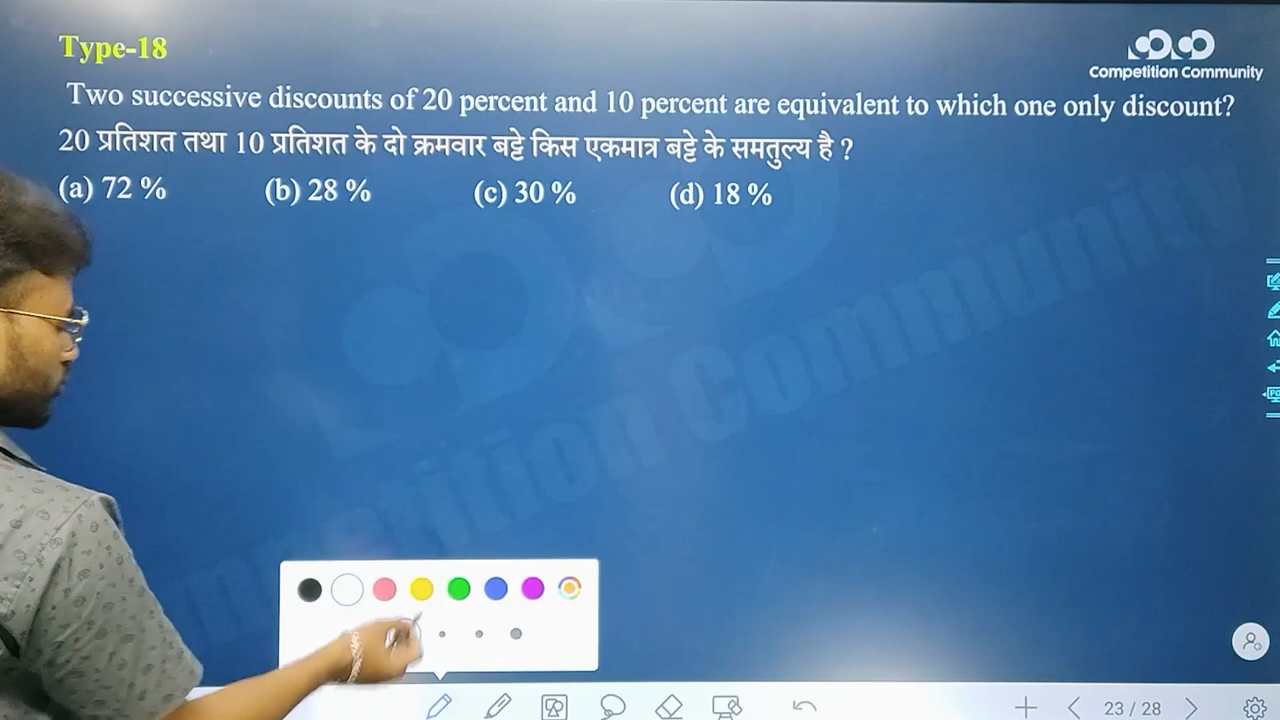 Type-18
Competition Community
Two successive discounts of 20 percent and 10 percent are equivalent to which one only discount?
20 प्रतिशत तथा 10 प्रतिशत के दो क्रमवार बट्टे किस एकमात्र बट्टे के समतुल्य है ?
(a) 72 % (b) 28 % (c) 30 % (d) 18 %
Community
23 / 28